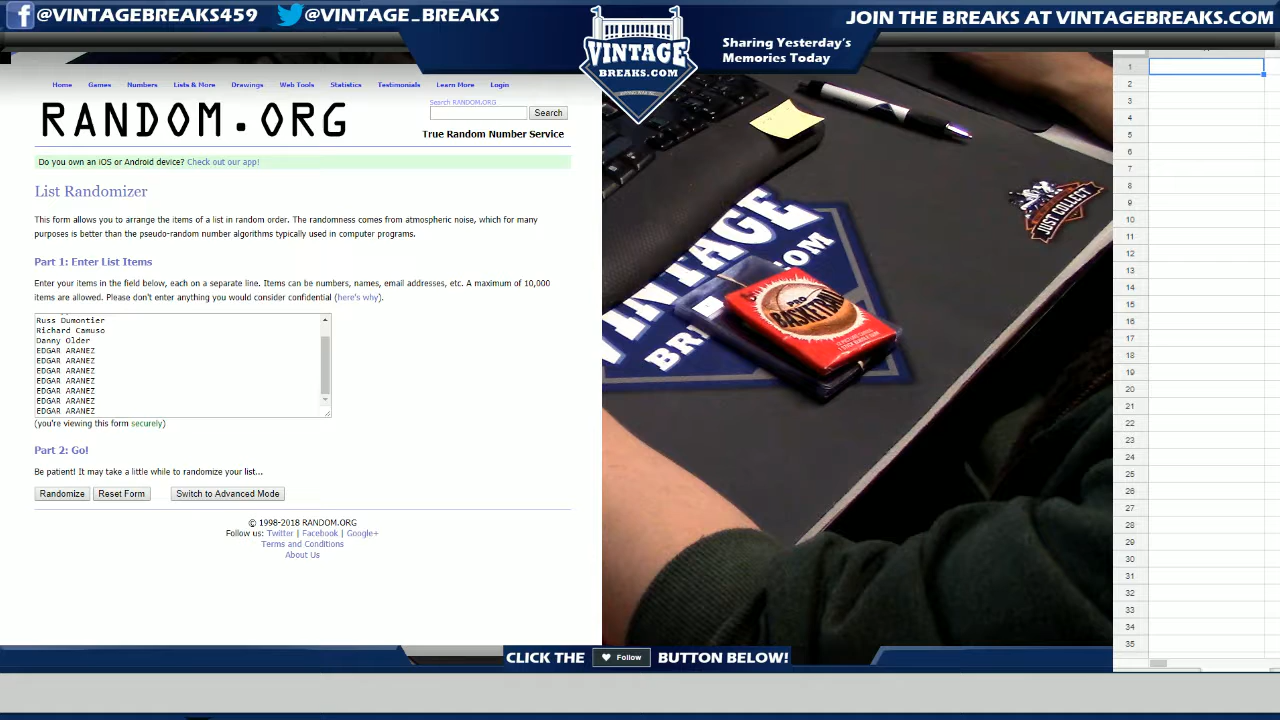 @VINTAGEBREAKS459
@VINTAGE_BREAKS
JOIN THE BREAKS AT VINTAGEBREAKS.COM
VINTAGE
BREAKS.COM
Sharing Yesterday's
Memories Today
Home Games Numbers Lists & More Drawings Web Tools Statistics Testimonials Learn More Login
RANDOM.ORG
Search RANDOM.ORG
Search
True Random Number Service
Do you own an iOS or Android device? Check out our app!
List Randomizer
This form allows you to arrange the items of a list in random order. The randomness comes from atmospheric noise, which for many
purposes is better than the pseudo-random number algorithms typically used in computer programs.
Part 1: Enter List Items
Enter your items in the field below, each on a separate line. Items can be numbers, names, email addresses, etc. A maximum of 10,000
items are allowed. Please don't enter anything you would consider confidential (here's why).
Russ Dumontier
Richard Camuso
Danny Older
EDGAR ARANEZ
EDGAR ARANEZ
EDGAR ARANEZ
EDGAR ARANEZ
EDGAR ARANEZ
EDGAR ARANEZ
EDGAR ARANEZ
(you're viewing this form securely)
Part 2: Go!
Be patient! It may take a little while to randomize your list...
Randomize
Reset Form
Switch to Advanced Mode
© 1998-2018 RANDOM.ORG
Follow us: Twitter | Facebook | Google+
Terms and Conditions
About Us
VINTAGE
BR
.COM
JUST COLLECT
PRO
BASKETBALL
1
2
3
4
5
6
7
8
9
10
11
12
13
14
15
16
17
18
19
20
21
22
23
24
25
26
27
28
29
30
31
32
33
34
35
CLICK THE
Follow
BUTTON BELOW!